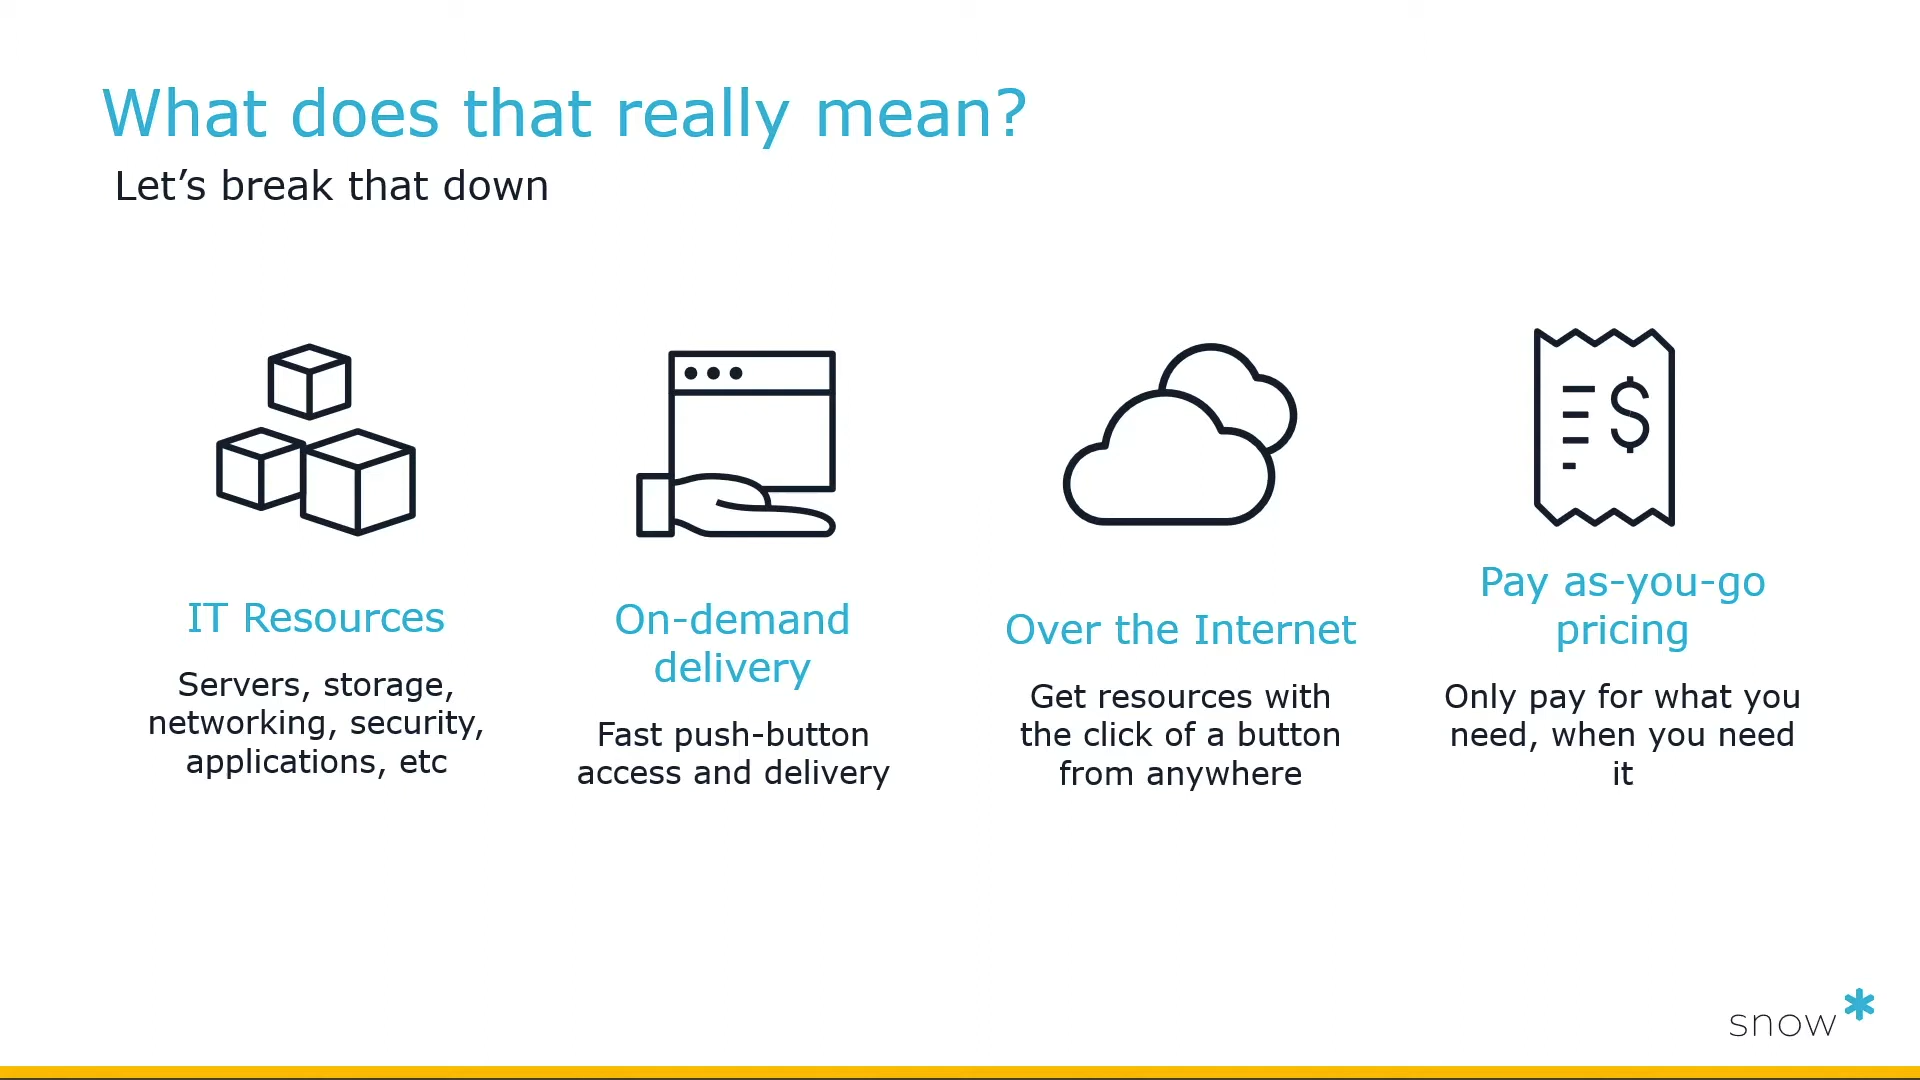 What does that really mean?
Let’s break that down
IT Resources
Servers, storage,
networking, security,
applications, etc
On-demand
delivery
Fast push-button
access and delivery
Over the Internet
Get resources with
the click of a button
from anywhere
$
Pay as-you-go
pricing
Only pay for what you
need, when you need
it
snow